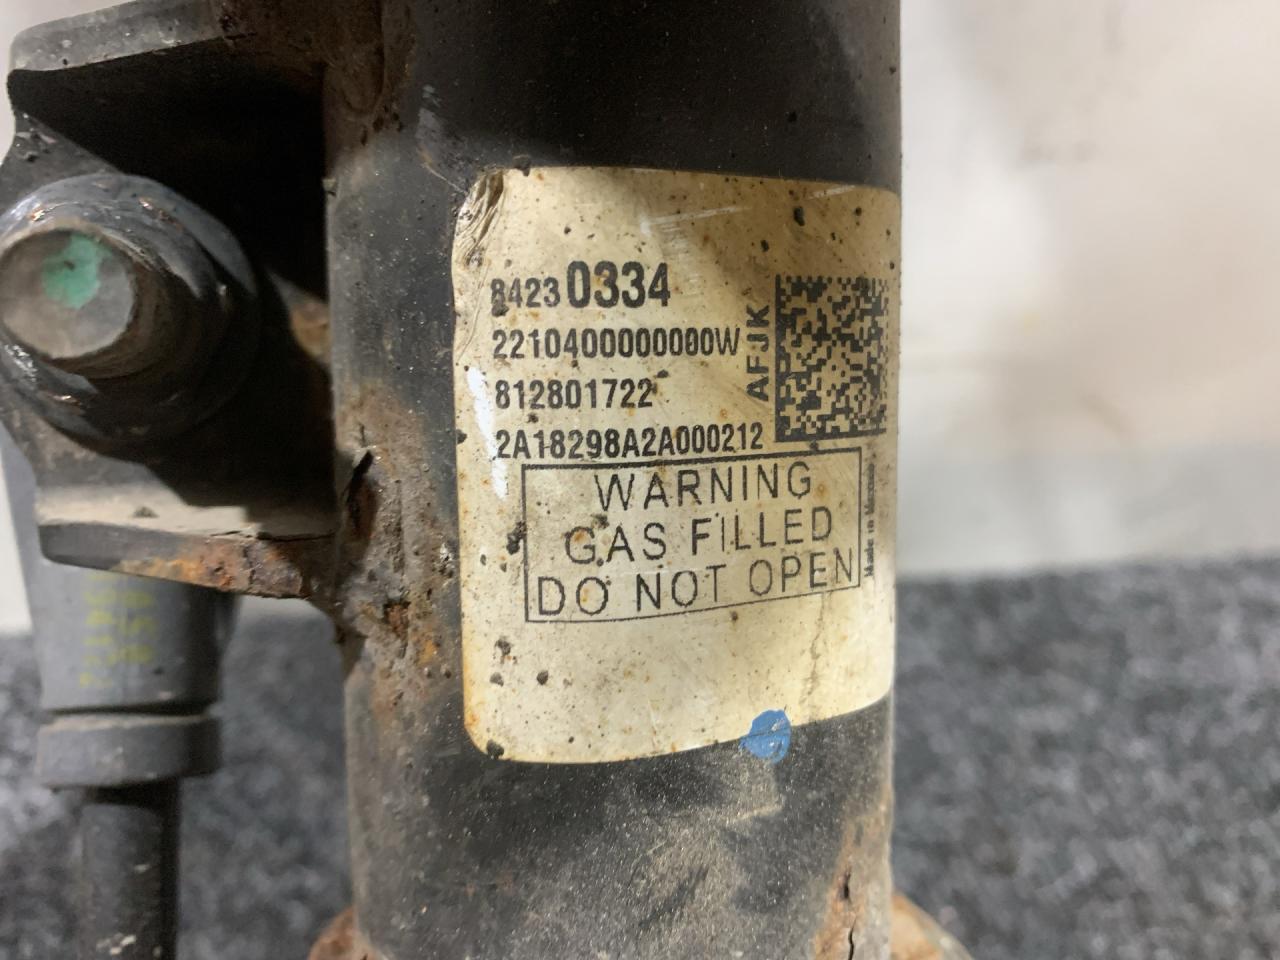 84230334
2210400000000W
812801722
2A18298A2A000212
AFJK
WARNING
GAS FILLED
DO NOT OPEN
Made in Mexico